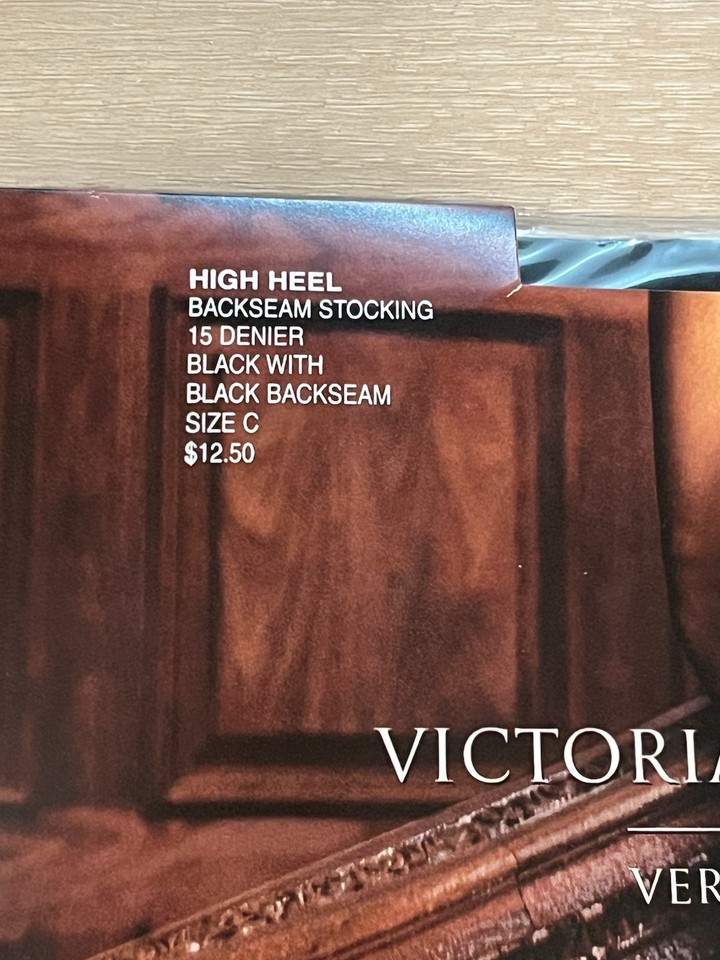 HIGH HEEL
BACKSEAM STOCKING
15 DENIER
BLACK WITH
BLACK BACKSEAM
SIZE C
$12.50
VICTORIA
VER